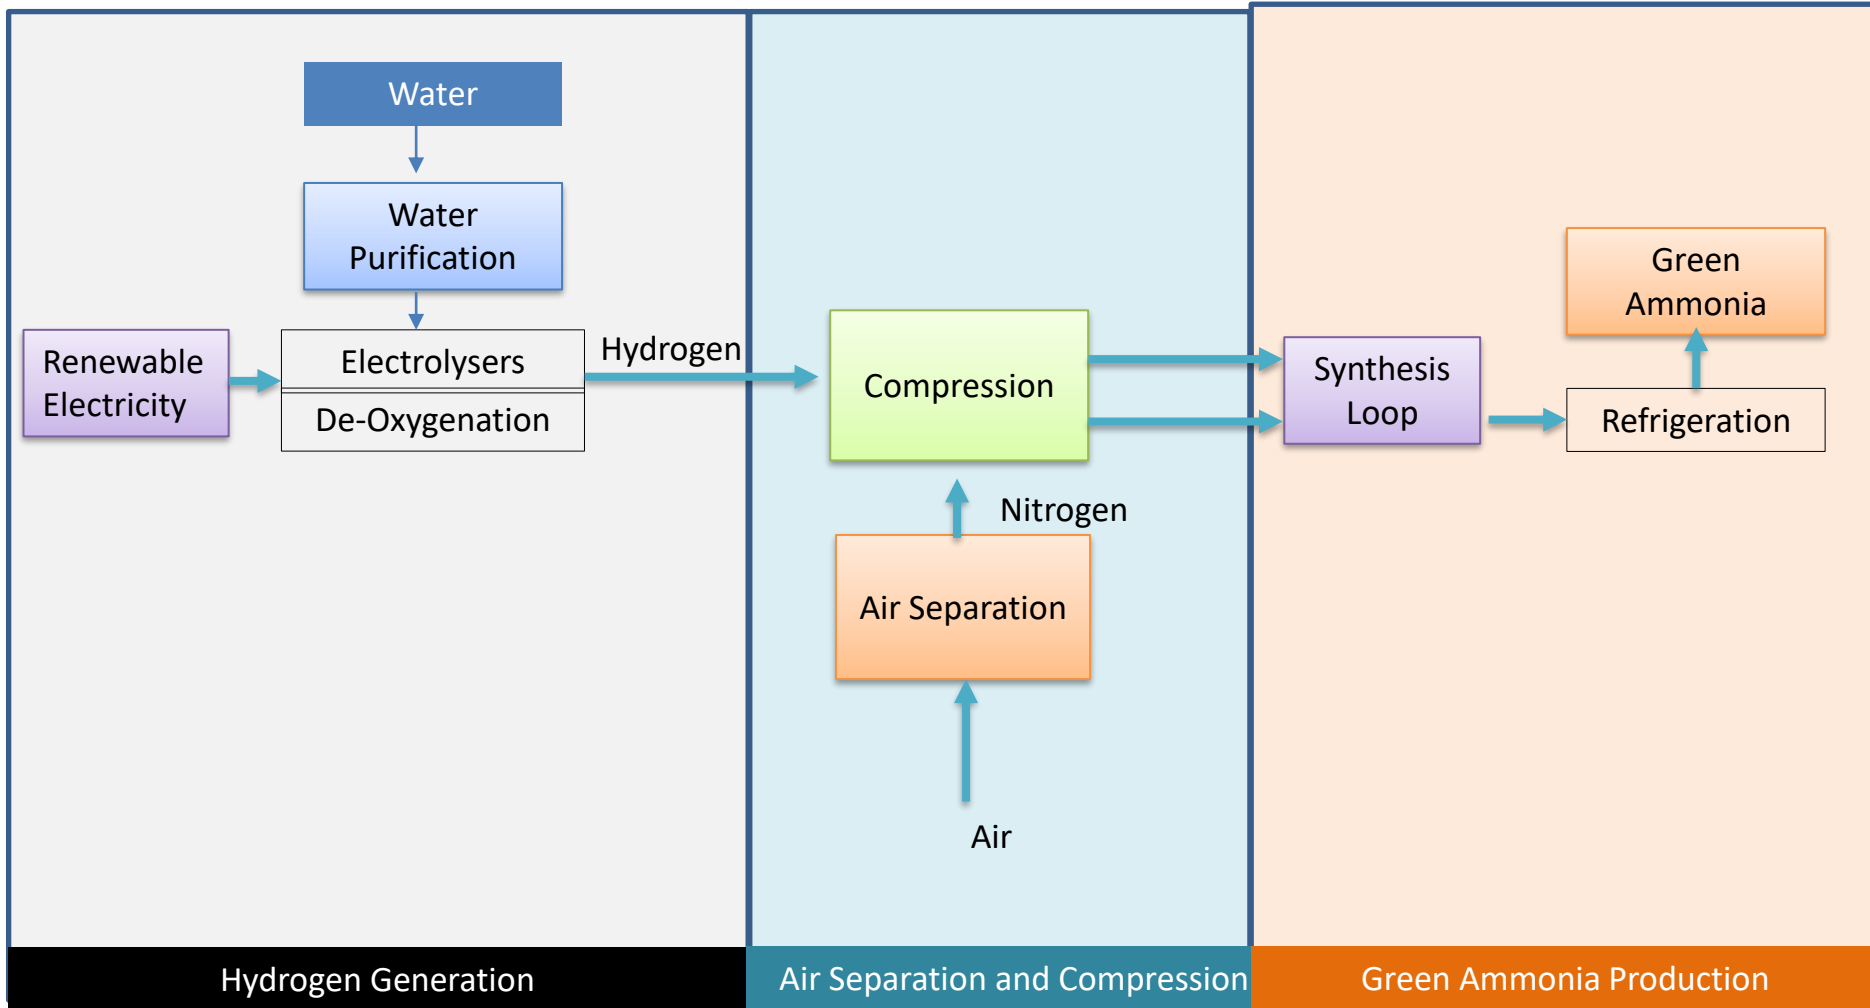 Water
Water
Purification
Renewable
Electricity
Electrolysers
De-Oxygenation
Hydrogen
Compression
Nitrogen
Air Separation
Air
Synthesis
Loop
Green
Ammonia
Refrigeration
Hydrogen Generation
Air Separation and Compression
Green Ammonia Production